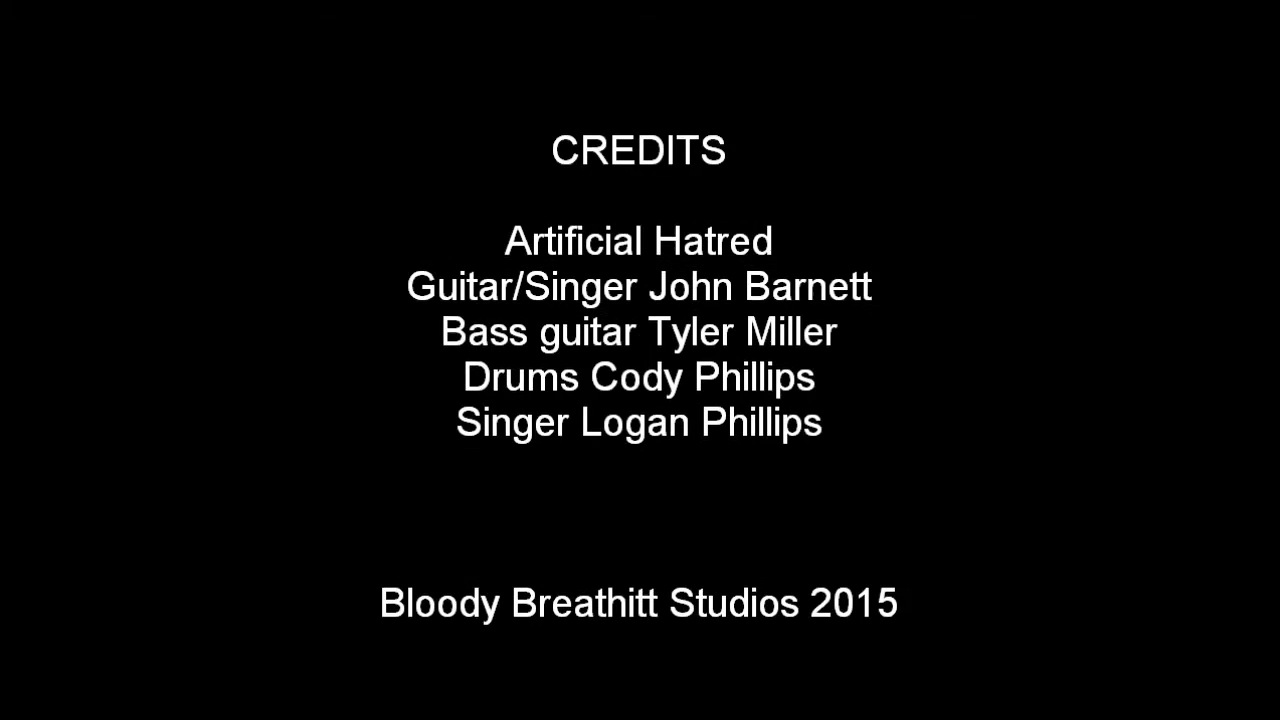 CREDITS
Artificial Hatred
Guitar/Singer John Barnett
Bass guitar Tyler Miller
Drums Cody Phillips
Singer Logan Phillips
Bloody Breathitt Studios 2015